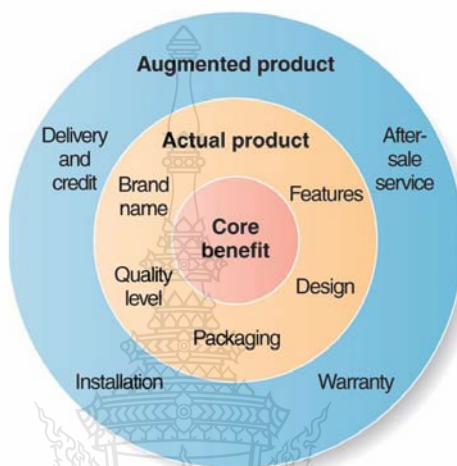 Augmented product
Delivery
and
credit
After-
sale
service
Actual product
Brand
name
Features
Core
benefit
Quality
level
Design
Packaging
Installation
Warranty